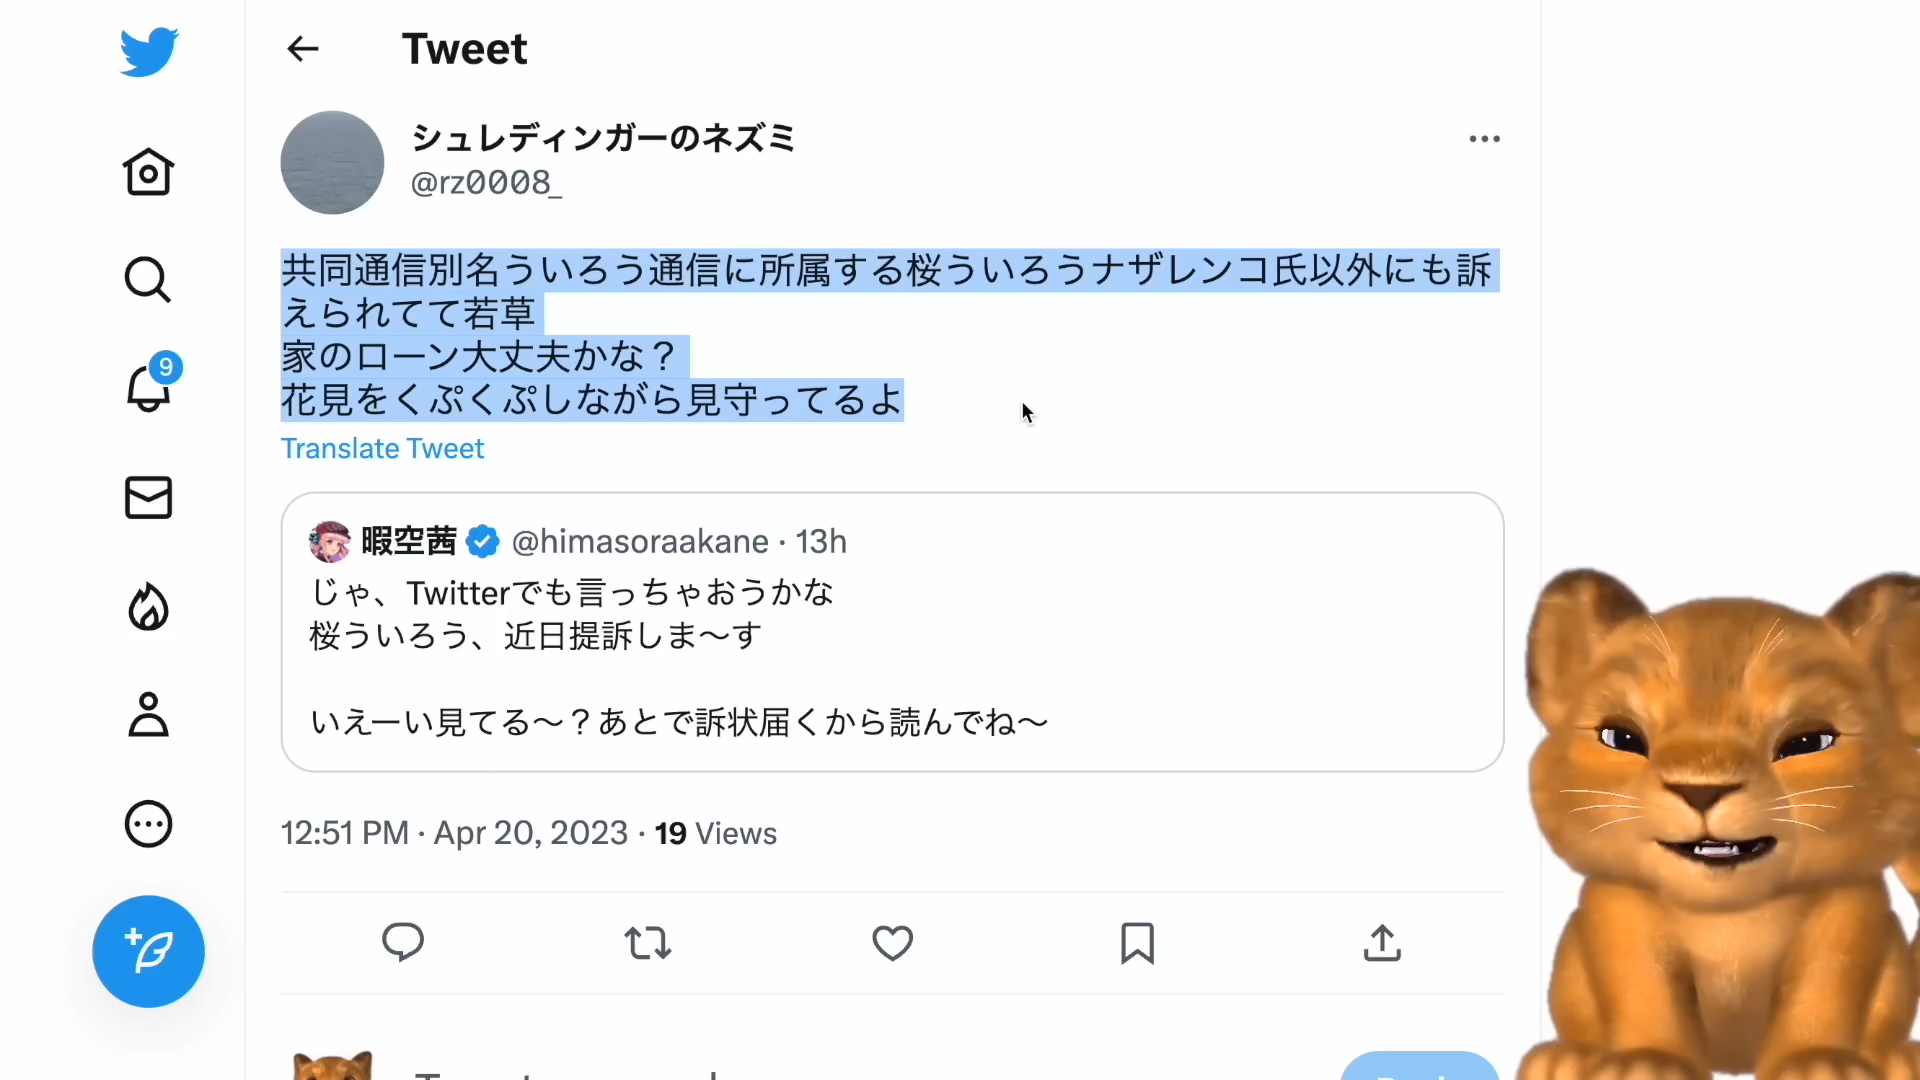 Tweet
シュレディンガーのネズミ
@rz0008_
共同通信別名ういろう通信に所属する桜ういろうナザレンコ氏以外にも訴
えられてて若草
家のローン大丈夫かな？
花見をくぷくぷしながら見守ってるよ
Translate Tweet
9
暇空茜 @himasoraakane · 13h
じゃ、Twitterでも言っちゃおうかな
桜ういろう、近日提訴しま〜す
いえーい見てる〜？あとで訴状届くから読んでね〜
12:51 PM · Apr 20, 2023 · 19 Views